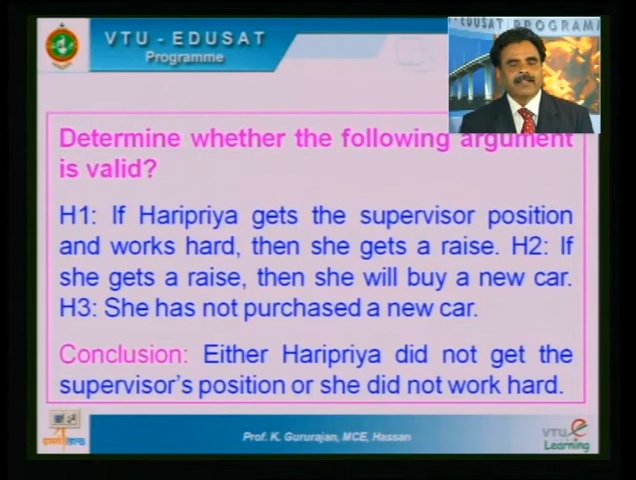 VTU - EDUSAT
Programme
EDUSAT PROGRAMM
Determine whether the following argument
is valid?
H1: If Haripriya gets the supervisor position
and works hard, then she gets a raise. H2: If
she gets a raise, then she will buy a new car.
H3: She has not purchased a new car.
Conclusion: Either Haripriya did not get the
supervisor's position or she did not work hard.
Prof. K. Gururajan, MCE, Hassan
VTU e
Learning